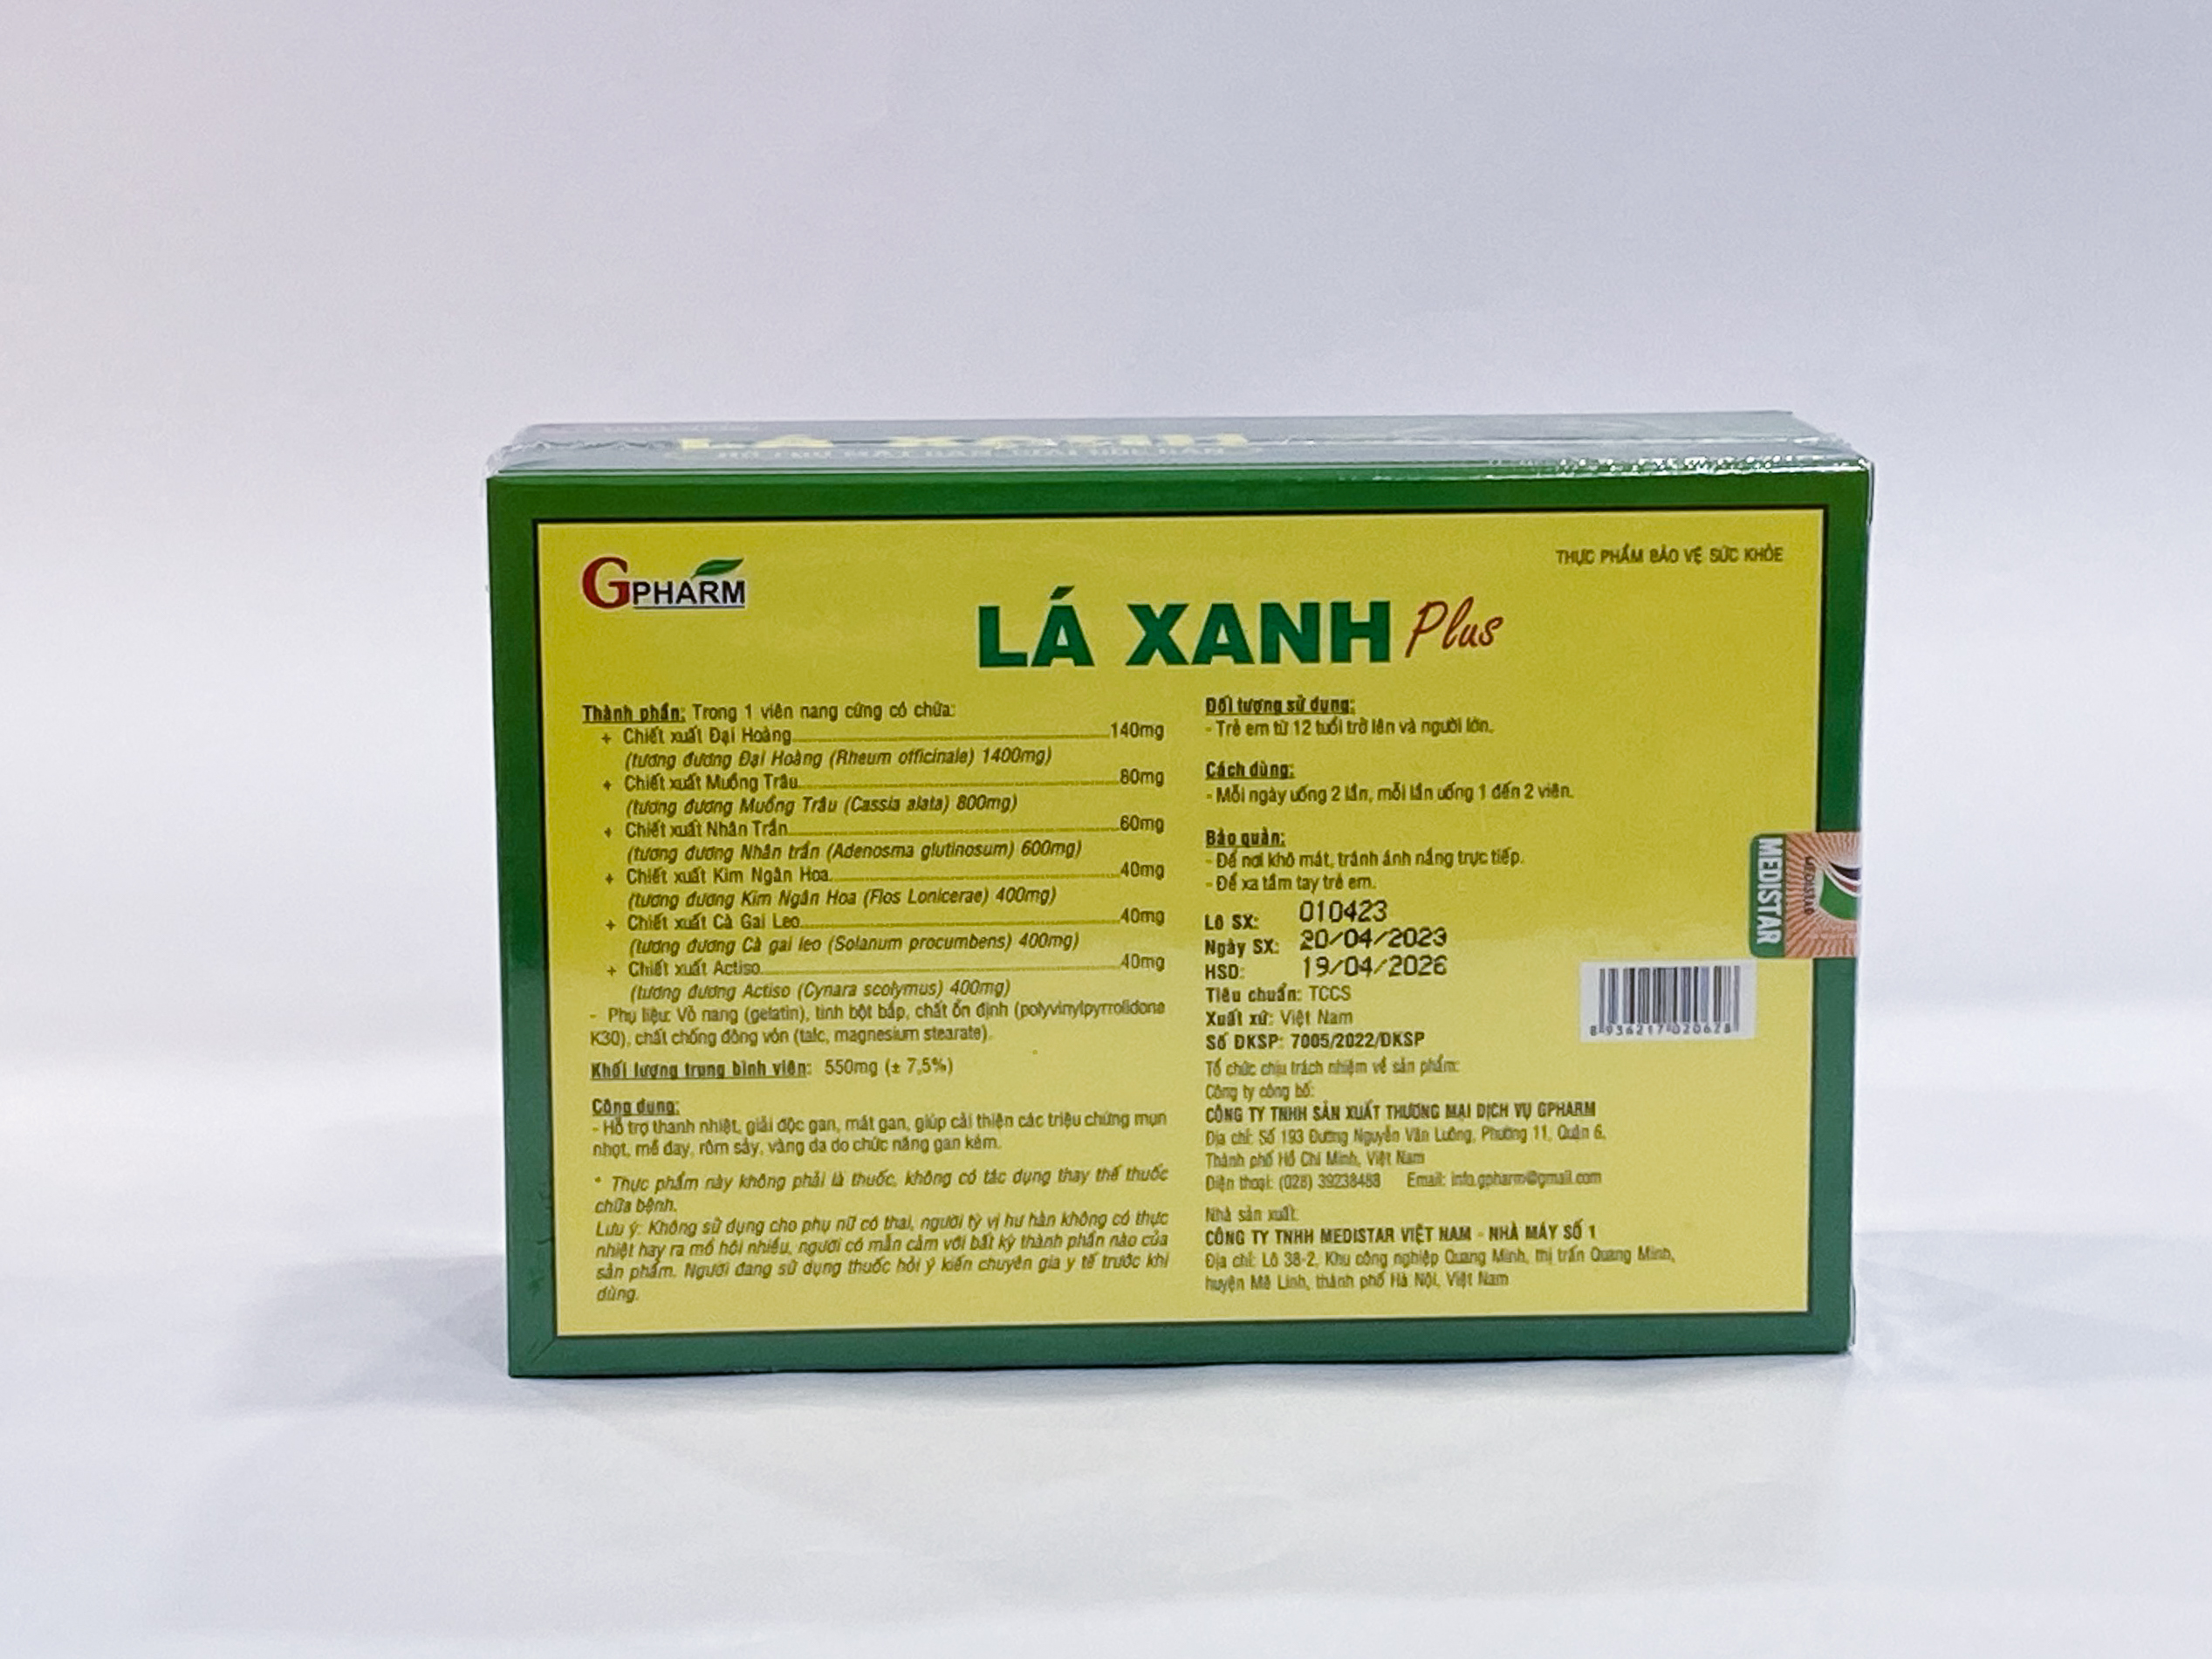 LÁ XANH
HỖ TRỢ MÁT GAN, GIẢI ĐỘC GAN
GPHARM
THỰC PHẨM BẢO VỆ SỨC KHỎE
LÁ XANH Plus
Thành phần: Trong 1 viên nang cứng có chứa:
+ Chiết xuất Đại Hoàng 140mg
(tương đương Đại Hoàng (Rheum officinale) 1400mg)
+ Chiết xuất Muồng Trâu 80mg
(tương đương Muồng Trâu (Cassia alata) 800mg)
+ Chiết xuất Nhân Trần 60mg
(tương đương Nhân trần (Adenosma glutinosum) 600mg)
+ Chiết xuất Kim Ngân Hoa 40mg
(tương đương Kim Ngân Hoa (Flos Lonicerae) 400mg)
+ Chiết xuất Cà Gai Leo 40mg
(tương đương Cà gai leo (Solanum procumbens) 400mg)
+ Chiết xuất Actiso 40mg
(tương đương Actiso (Cynara scolymus) 400mg)
- Phụ liệu: Vỏ nang (gelatin), tinh bột bắp, chất ổn định (polyvinylpyrrolidone
K30), chất chống đông vón (talc, magnesium stearate).
Khối lượng trung bình viên: 550mg (± 7,5%)
Công dụng:
- Hỗ trợ thanh nhiệt, giải độc gan, mát gan, giúp cải thiện các triệu chứng mụn
nhọt, mề đay, rôm sảy, vàng da do chức năng gan kém.
* Thực phẩm này không phải là thuốc, không có tác dụng thay thế thuốc
chữa bệnh.
Lưu ý: Không sử dụng cho phụ nữ có thai, người tỳ vị hư hàn không có thực
nhiệt hay ra mồ hôi nhiều, người có mẫn cảm với bất kỳ thành phần nào của
sản phẩm. Người đang sử dụng thuốc hỏi ý kiến chuyên gia y tế trước khi
dùng.
Đối tượng sử dụng:
- Trẻ em từ 12 tuổi trở lên và người lớn.
Cách dùng:
- Mỗi ngày uống 2 lần, mỗi lần uống 1 đến 2 viên.
Bảo quản:
- Để nơi khô mát, tránh ánh nắng trực tiếp.
- Để xa tầm tay trẻ em.
Lô SX: 010423
Ngày SX: 20/04/2023
HSD: 19/04/2026
Tiêu chuẩn: TCCS
Xuất xứ: Việt Nam
Số ĐKSP: 7005/2022/ĐKSP
Tổ chức chịu trách nhiệm về sản phẩm:
Công ty công bố:
CÔNG TY TNHH SẢN XUẤT THƯƠNG MẠI DỊCH VỤ GPHARM
Địa chỉ: Số 193 Đường Nguyễn Văn Luông, Phường 11, Quận 6,
Thành phố Hồ Chí Minh, Việt Nam
Điện thoại: (028) 39238488 Email: info.gpharm@gmail.com
Nhà sản xuất:
CÔNG TY TNHH MEDISTAR VIỆT NAM - NHÀ MÁY SỐ 1
Địa chỉ: Lô 38-2, Khu công nghiệp Quang Minh, thị trấn Quang Minh,
huyện Mê Linh, thành phố Hà Nội, Việt Nam
MEDISTAR
MEDISTAR
8 936217 020628